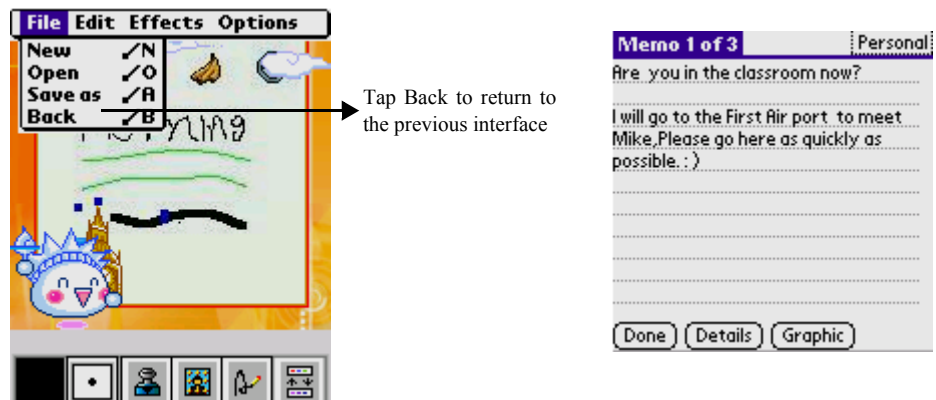 File Edit Effects Options
New ⁄N
Open ⁄O
Save as ⁄A
Back ⁄B
Tap Back to return to
the previous interface
Memo 1 of 3 Personal
Are you in the classroom now?
I will go to the First Air port to meet
Mike,Please go here as quickly as
possible. : )
Done Details Graphic